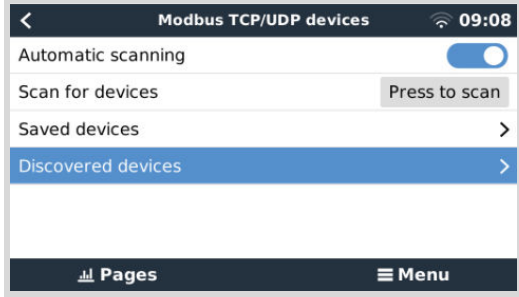 Modbus TCP/UDP devices 09:08
Automatic scanning
Scan for devices Press to scan
Saved devices
Discovered devices
Pages Menu